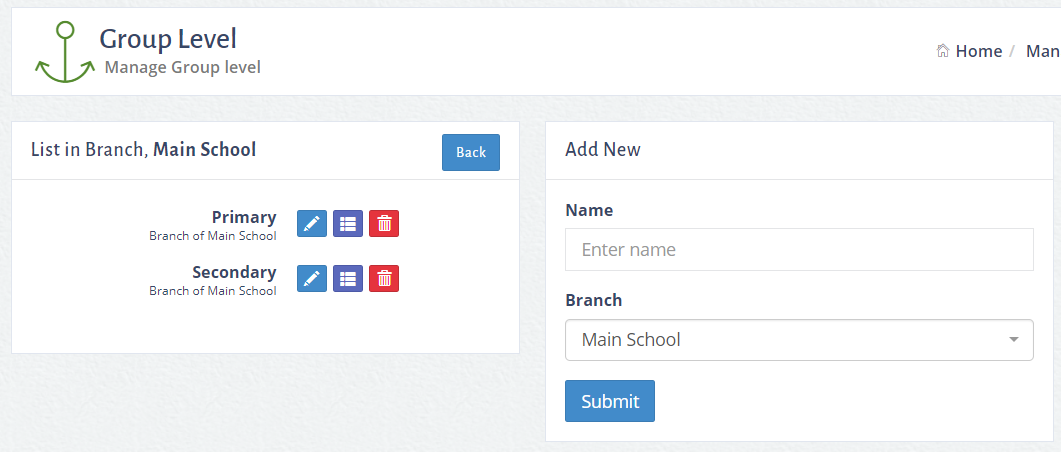 Group Level
Manage Group level
Home / Man
List in Branch, Main School
Back
Primary
Branch of Main School
Secondary
Branch of Main School
Add New
Name
Enter name
Branch
Main School
Submit